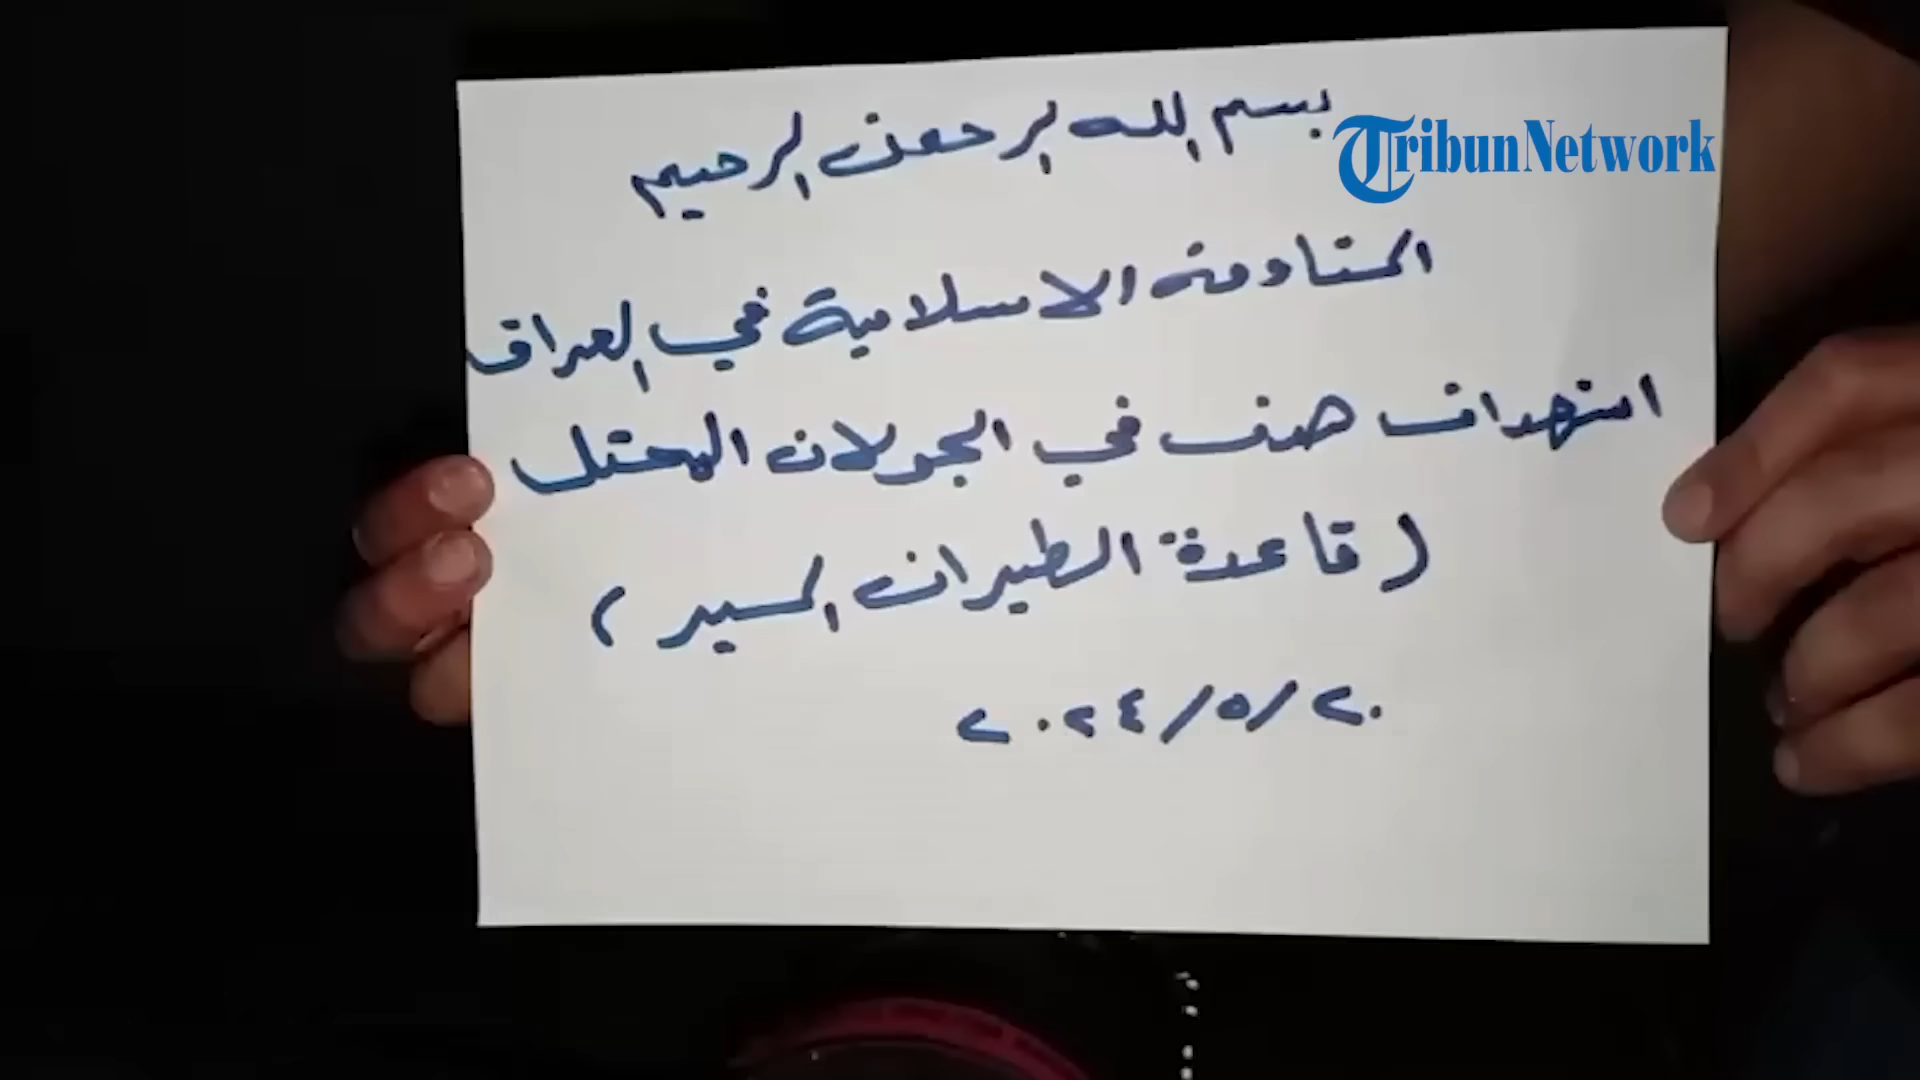 بسم الله الرحمن الرحيم
TribunNetwork
المقاومة الاسلامية في العراق
استهداف هدف في الجولان المحتل
(قاعدة الطيران المسير)
٢٠/٥/٢٠٢٤